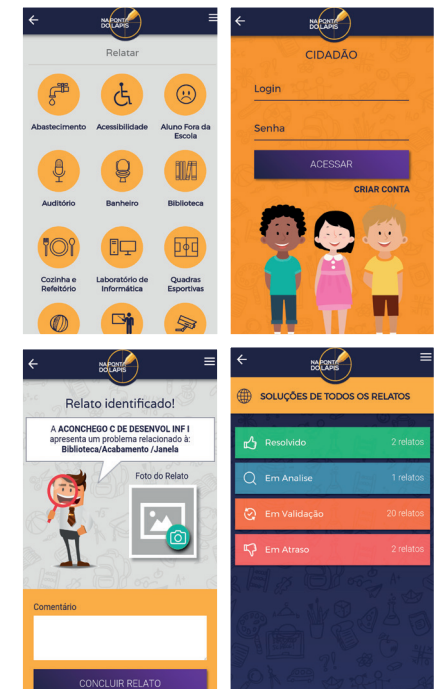 NA PONTA
DO LÁPIS
Relatar
Abastecimento
Acessibilidade
Aluno Fora da
Escola
Auditório
Banheiro
Biblioteca
Cozinha e
Refeitório
Laboratório de
Informática
Quadras
Esportivas
NA PONTA
DO LÁPIS
CIDADÃO
Login
Senha
ACESSAR
CRIAR CONTA
NA PONTA
DO LÁPIS
Relato identificado!
A ACONCHEGO C DE DESENVOL INF I
apresenta um problema relacionado à:
Biblioteca/Acabamento /Janela
Foto do Relato
Comentário
CONCLUIR RELATO
NA PONTA
DO LÁPIS
SOLUÇÕES DE TODOS OS RELATOS
Resolvido 2 relatos
Em Analise 1 relatos
Em Validação 20 relatos
Em Atraso 2 relatos